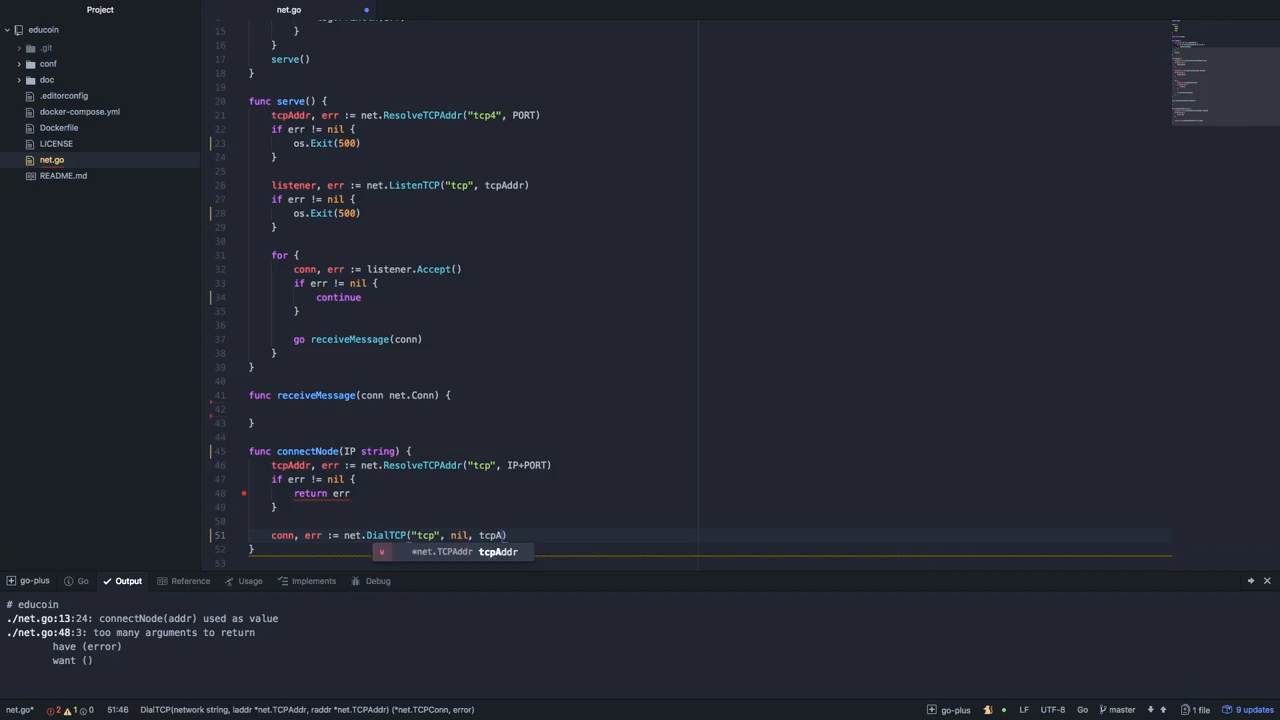 Project
net.go
educoin
.git
conf
doc
.editorconfig
docker-compose.yml
Dockerfile
LICENSE
net.go
README.md
15 }
16 }
17 serve()
18 }
19
20 func serve() {
21 tcpAddr, err := net.ResolveTCPAddr("tcp4", PORT)
22 if err != nil {
23 os.Exit(500)
24 }
25
26 listener, err := net.ListenTCP("tcp", tcpAddr)
27 if err != nil {
28 os.Exit(500)
29 }
30
31 for {
32 conn, err := listener.Accept()
33 if err != nil {
34 continue
35 }
36
37 go receiveMessage(conn)
38 }
39 }
40
41 func receiveMessage(conn net.Conn) {
42
43 }
44
45 func connectNode(IP string) {
46 tcpAddr, err := net.ResolveTCPAddr("tcp", IP+PORT)
47 if err != nil {
48 return err
49 }
50
51 conn, err := net.DialTCP("tcp", nil, tcpA)
v *net.TCPAddr tcpAddr
52 }
53
go-plus Go Output Reference Usage Implements Debug
# educoin
./net.go:13:24: connectNode(addr) used as value
./net.go:48:3: too many arguments to return
have (error)
want ()
net.go* 2 1 0 51:46 DialTCP(network string, laddr *net.TCPAddr, raddr *net.TCPAddr) (*net.TCPConn, error) go-plus LF UTF-8 Go master 1 file 9 updates